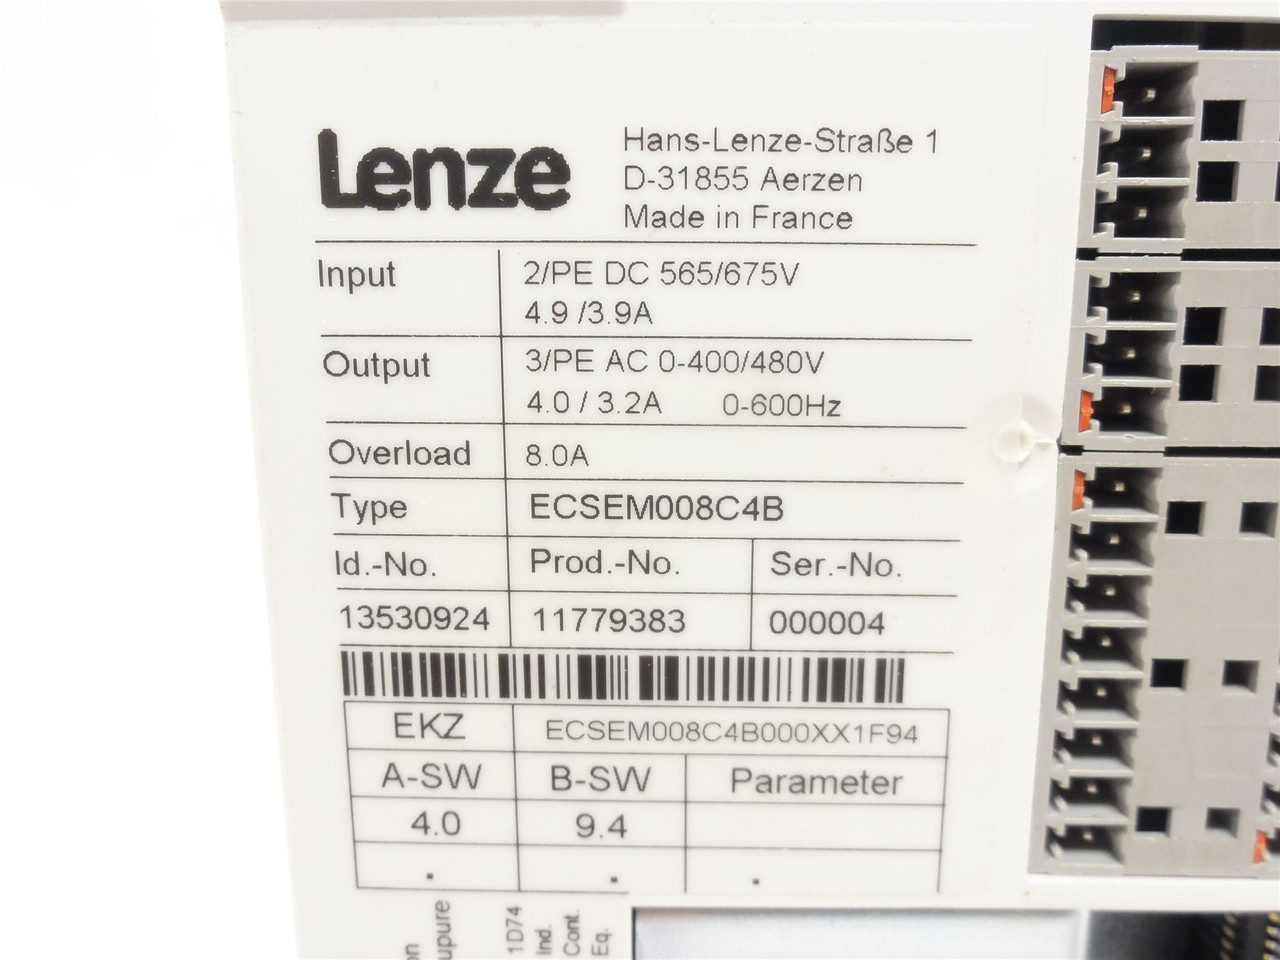 Lenze
Hans-Lenze-Straße 1
D-31855 Aerzen
Made in France
Input
2/PE DC 565/675V
4.9 /3.9A
Output
3/PE AC 0-400/480V
4.0 / 3.2A 0-600Hz
Overload 8.0A
Type ECSEM008C4B
Id.-No. Prod.-No. Ser.-No.
13530924 11779383 000004
EKZ ECSEM008C4B000XX1F94
A-SW B-SW Parameter
4.0 9.4
. . .
1D74
Ind.
Cont.
Eq.